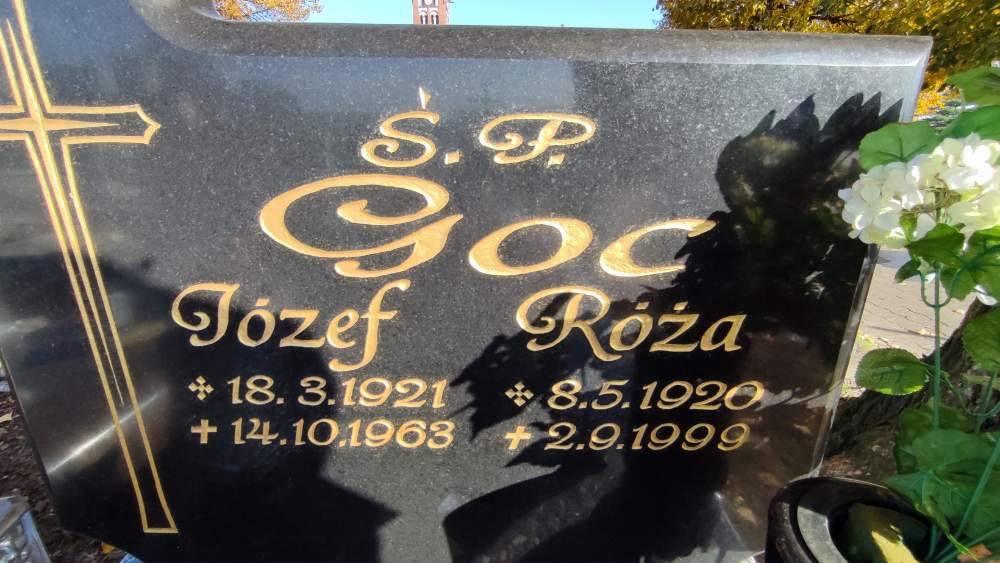 Ś. P.
Goc
Józef Róża
18.3.1921 8.5.1920
+ 14.10.1963 + 2.9.1999